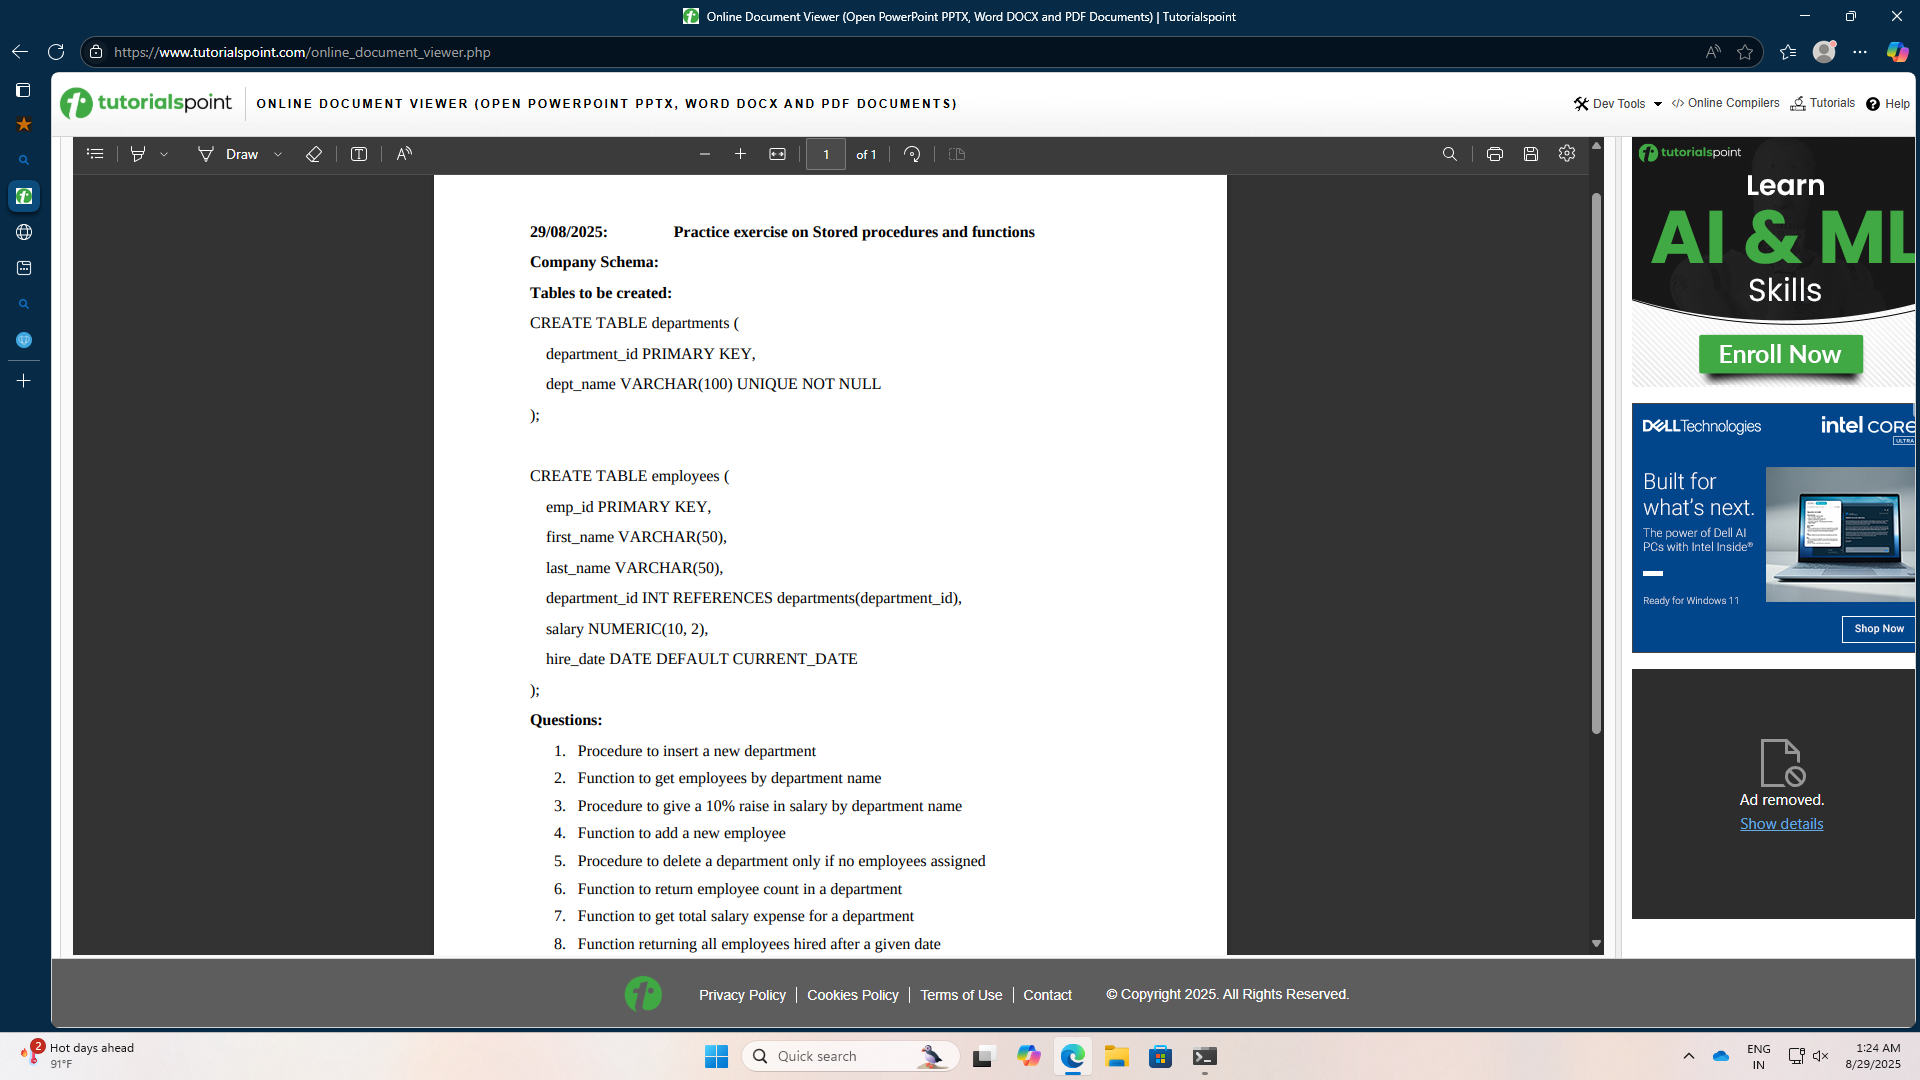 Online Document Viewer (Open PowerPoint PPTX, Word DOCX and PDF Documents) | Tutorialspoint
https://www.tutorialspoint.com/online_document_viewer.php
tutorialspoint
ONLINE DOCUMENT VIEWER (OPEN POWERPOINT PPTX, WORD DOCX AND PDF DOCUMENTS)
Dev Tools
Online Compilers
Tutorials
Help
Draw
1
of 1
29/08/2025: Practice exercise on Stored procedures and functions
Company Schema:
Tables to be created:
CREATE TABLE departments (
department_id PRIMARY KEY,
dept_name VARCHAR(100) UNIQUE NOT NULL
);
CREATE TABLE employees (
emp_id PRIMARY KEY,
first_name VARCHAR(50),
last_name VARCHAR(50),
department_id INT REFERENCES departments(department_id),
salary NUMERIC(10, 2),
hire_date DATE DEFAULT CURRENT_DATE
);
Questions:
1. Procedure to insert a new department
2. Function to get employees by department name
3. Procedure to give a 10% raise in salary by department name
4. Function to add a new employee
5. Procedure to delete a department only if no employees assigned
6. Function to return employee count in a department
7. Function to get total salary expense for a department
8. Function returning all employees hired after a given date
tutorialspoint
Learn
AI & ML
Skills
Enroll Now
DELL Technologies
intel CORE
ULTRA
Built for
what's next.
The power of Dell AI
PCs with Intel Inside®
Ready for Windows 11
Shop Now
Ad removed.
Show details
Privacy Policy
Cookies Policy
Terms of Use
Contact
© Copyright 2025. All Rights Reserved.
2
Hot days ahead
91°F
Quick search
ENG
IN
1:24 AM
8/29/2025